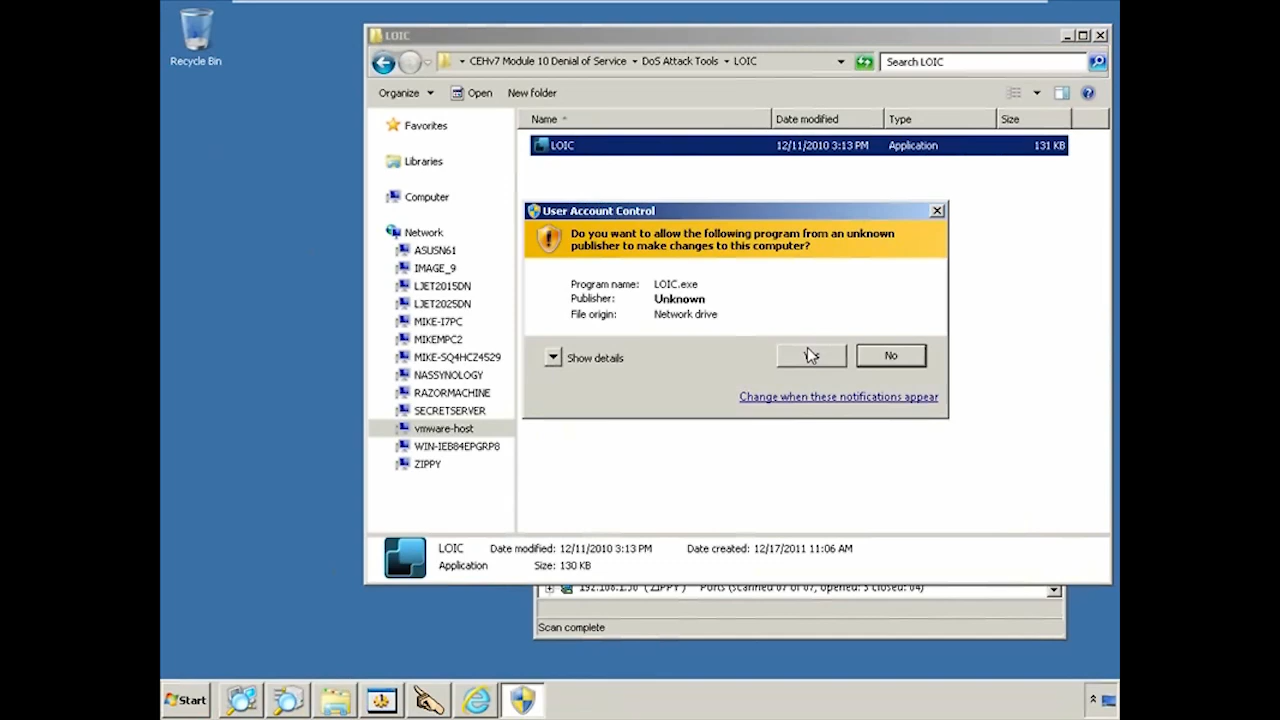 Recycle Bin
LOIC
CEHv7 Module 10 Denial of Service
DoS Attack Tools
LOIC
Search LOIC
Organize
Open
New folder
Name
Date modified
Type
Size
Favorites
Libraries
Computer
Network
ASUSN61
IMAGE_9
LJET2015DN
LJET2025DN
MIKE-I7PC
MIKEMPC2
MIKE-SQ4HCZ4529
NASSYNOLOGY
RAZORMACHINE
SECRETSERVER
vmware-host
WIN-IEB84EPGRP8
ZIPPY
LOIC 12/11/2010 3:13 PM Application 131 KB
User Account Control
Do you want to allow the following program from an unknown
publisher to make changes to this computer?
Program name: LOIC.exe
Publisher: Unknown
File origin: Network drive
Show details
No
Change when these notifications appear
LOIC Date modified: 12/11/2010 3:13 PM Date created: 12/17/2011 11:06 AM
Application Size: 130 KB
Scan complete
Start